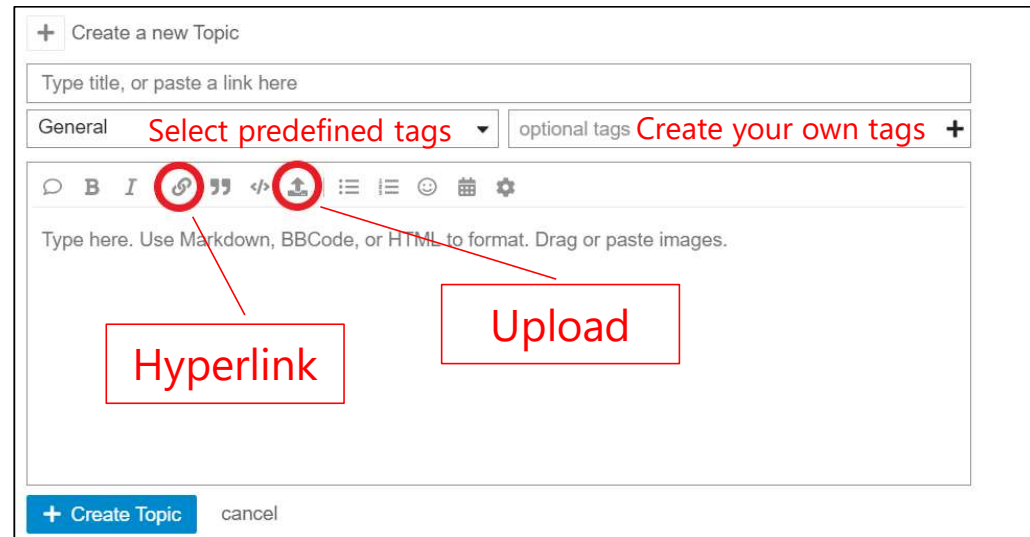 Create a new Topic
Type title, or paste a link here
General Select predefined tags optional tags Create your own tags
B I
Type here. Use Markdown, BBCode, or HTML to format. Drag or paste images.
Upload
Hyperlink
Create Topic cancel